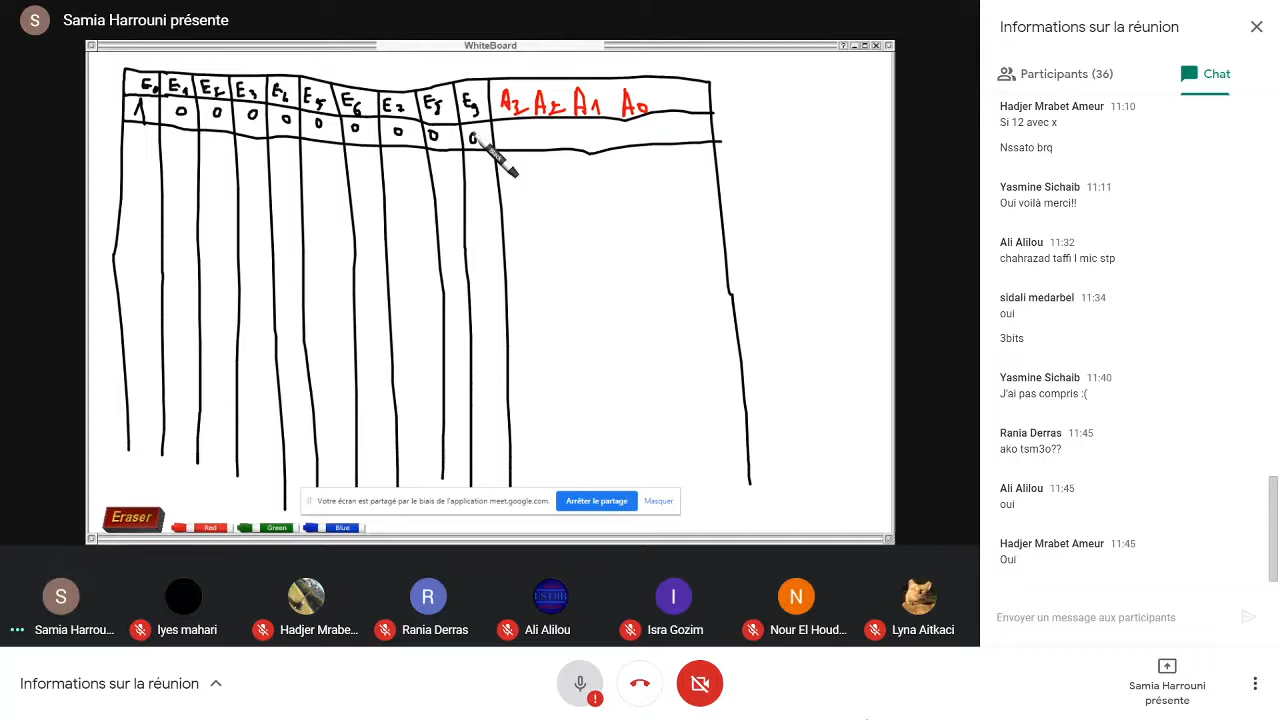 S Samia Harrouni présente
WhiteBoard
E0 E1 E2 E3 E4 E5 E6 E7 E8 E9 A3 A2 A1 A0
1 0 0 0 0 0 0 0 0 0
Votre écran est partagé par le biais de l'application meet.google.com.
Arrêter le partage
Masquer
Eraser
Red
Green
Blue
S R I N
Samia Harrou...
lyes mahari
Hadjer Mrabe...
Rania Derras
Ali Alilou
Isra Gozim
Nour El Houd...
Lyna Aitkaci
Informations sur la réunion
Informations sur la réunion
Participants (36)
Chat
Hadjer Mrabet Ameur 11:10
Si 12 avec x
Nssato brq
Yasmine Sichaib 11:11
Oui voilà merci!!
Ali Alilou 11:32
chahrazad taffi l mic stp
sidali medarbel 11:34
oui
3bits
Yasmine Sichaib 11:40
J'ai pas compris :(
Rania Derras 11:45
ako tsm3o??
Ali Alilou 11:45
oui
Hadjer Mrabet Ameur 11:45
Oui
Envoyer un message aux participants
Samia Harrouni
présente